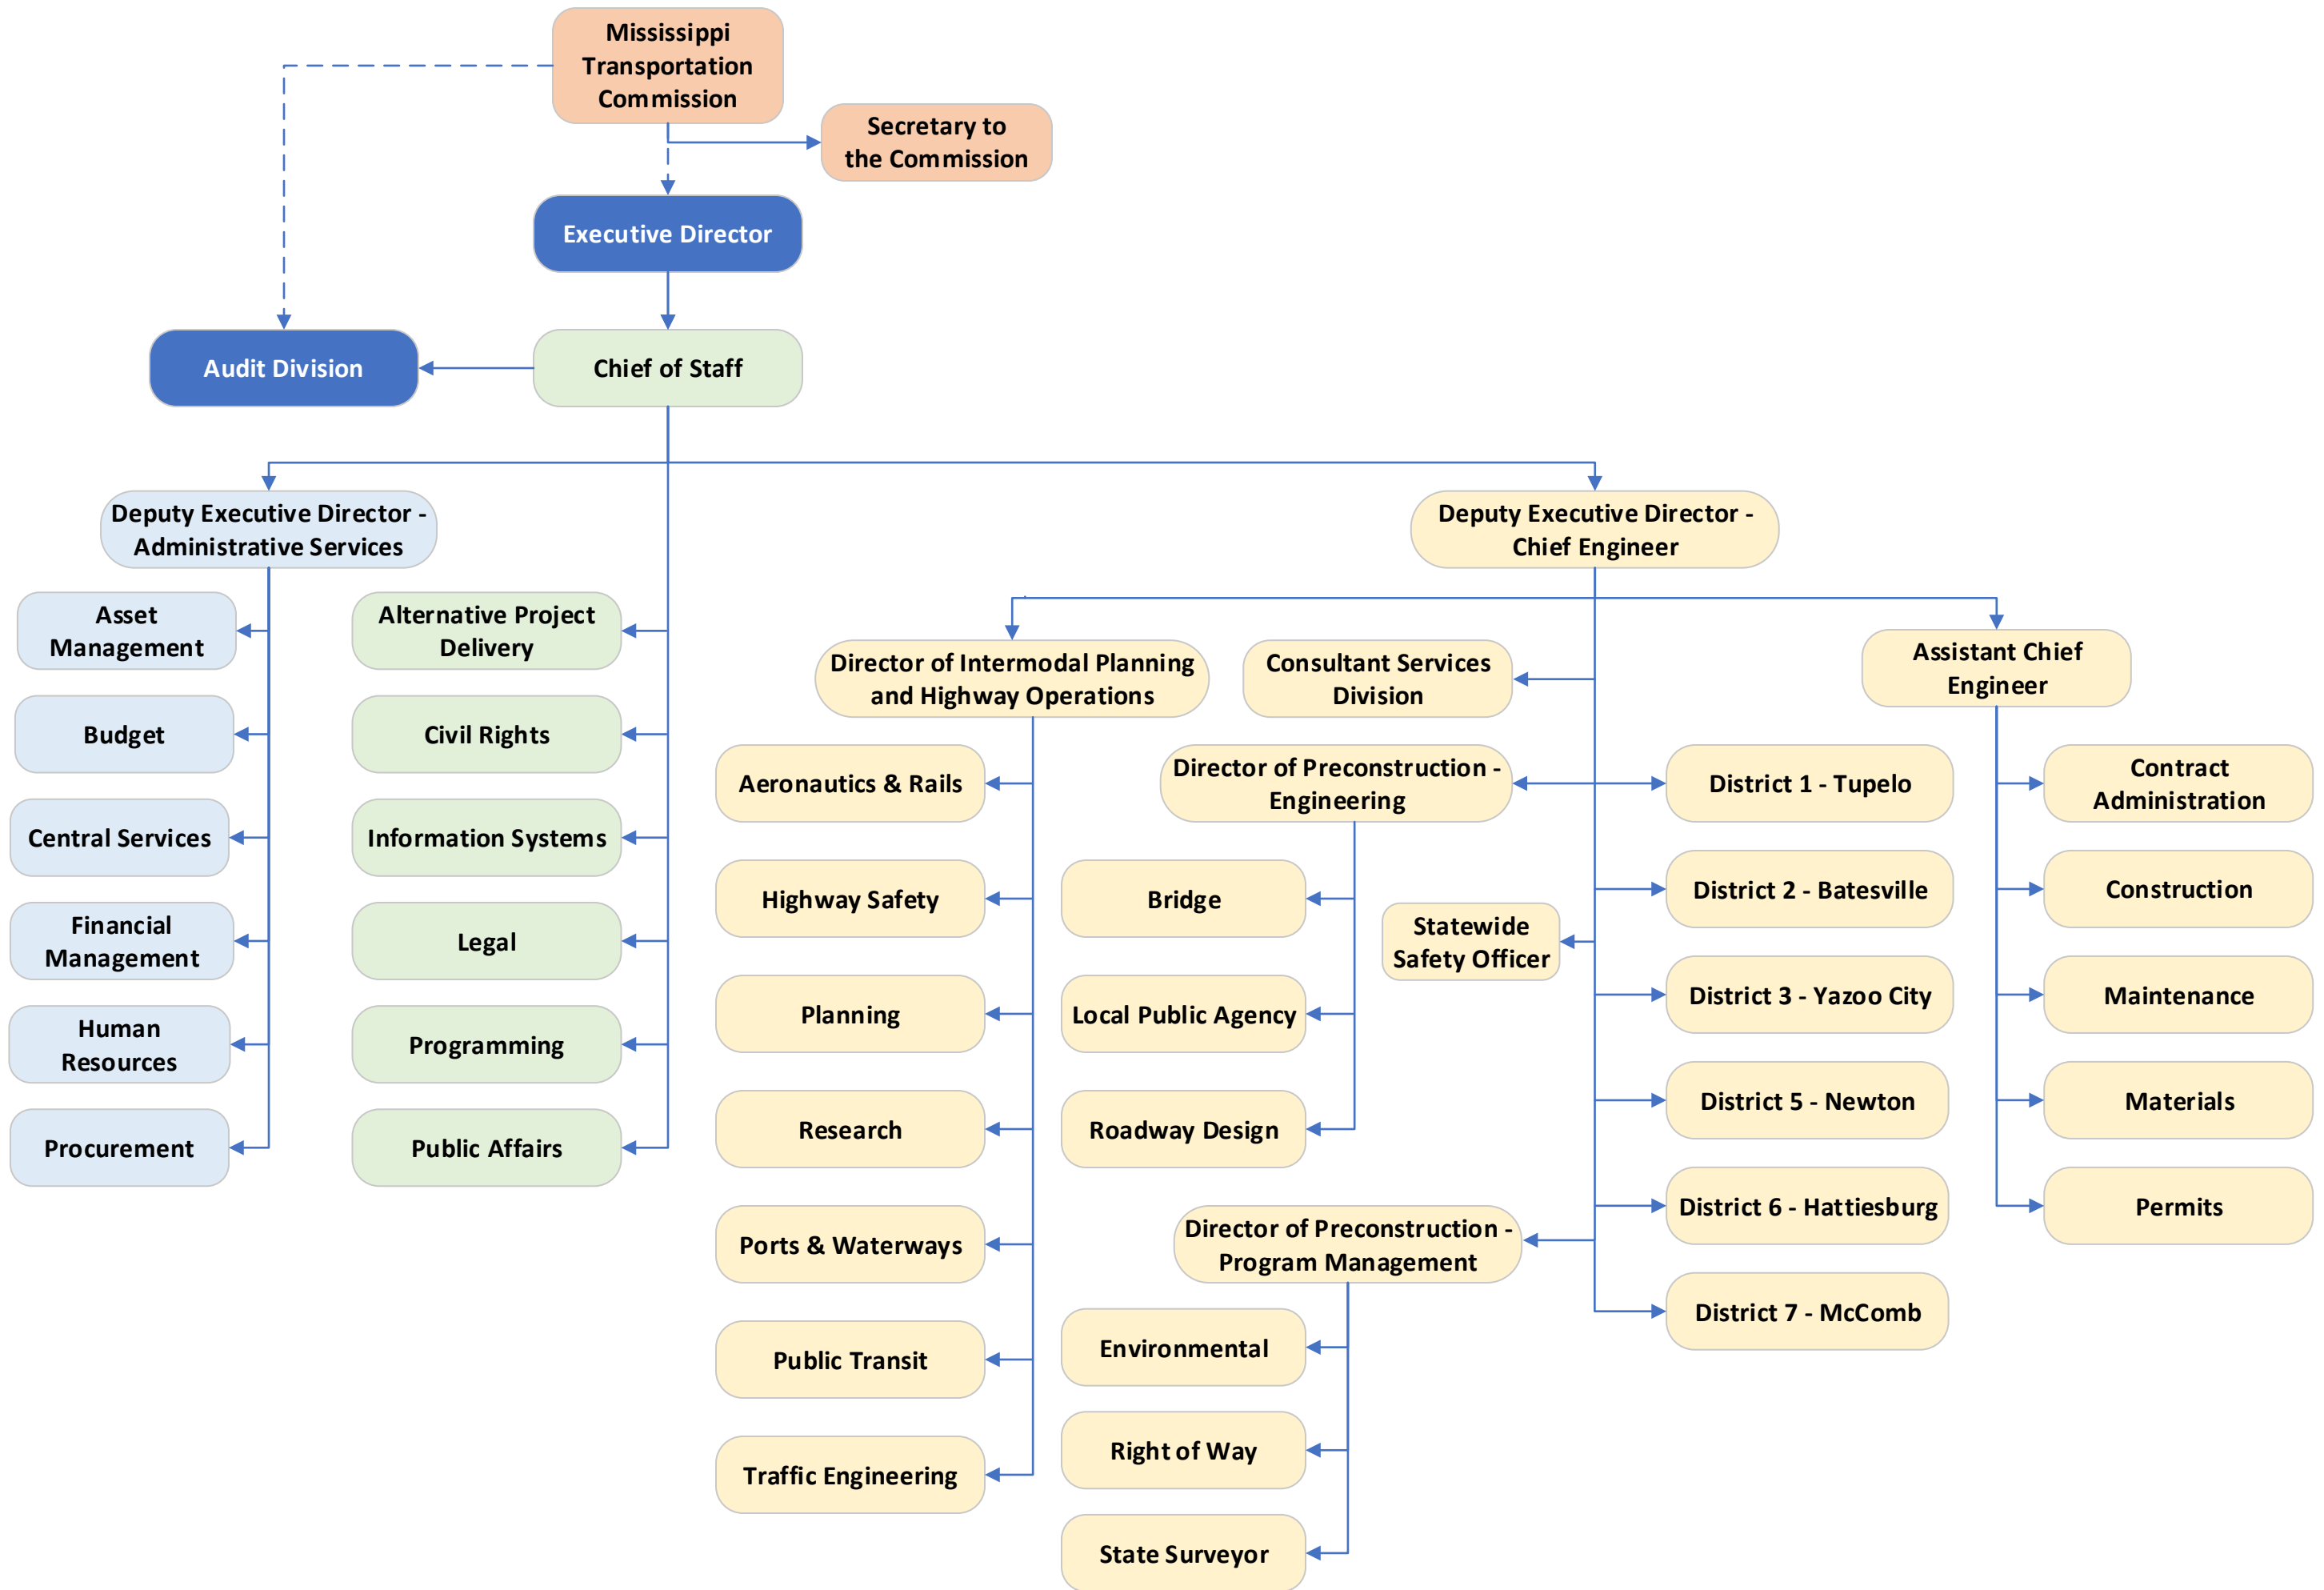 Mississippi
Transportation
Commission
Secretary to
the Commission
Executive Director
Audit Division
Chief of Staff
Deputy Executive Director -
Administrative Services
Deputy Executive Director -
Chief Engineer
Asset
Management
Budget
Central Services
Financial
Management
Human
Resources
Procurement
Alternative Project
Delivery
Civil Rights
Information Systems
Legal
Programming
Public Affairs
Director of Intermodal Planning
and Highway Operations
Aeronautics & Rails
Highway Safety
Planning
Research
Ports & Waterways
Public Transit
Traffic Engineering
Consultant Services
Division
Director of Preconstruction -
Engineering
Bridge
Local Public Agency
Roadway Design
Statewide
Safety Officer
Director of Preconstruction -
Program Management
Environmental
Right of Way
State Surveyor
District 1 - Tupelo
District 2 - Batesville
District 3 - Yazoo City
District 5 - Newton
District 6 - Hattiesburg
District 7 - McComb
Assistant Chief
Engineer
Contract
Administration
Construction
Maintenance
Materials
Permits